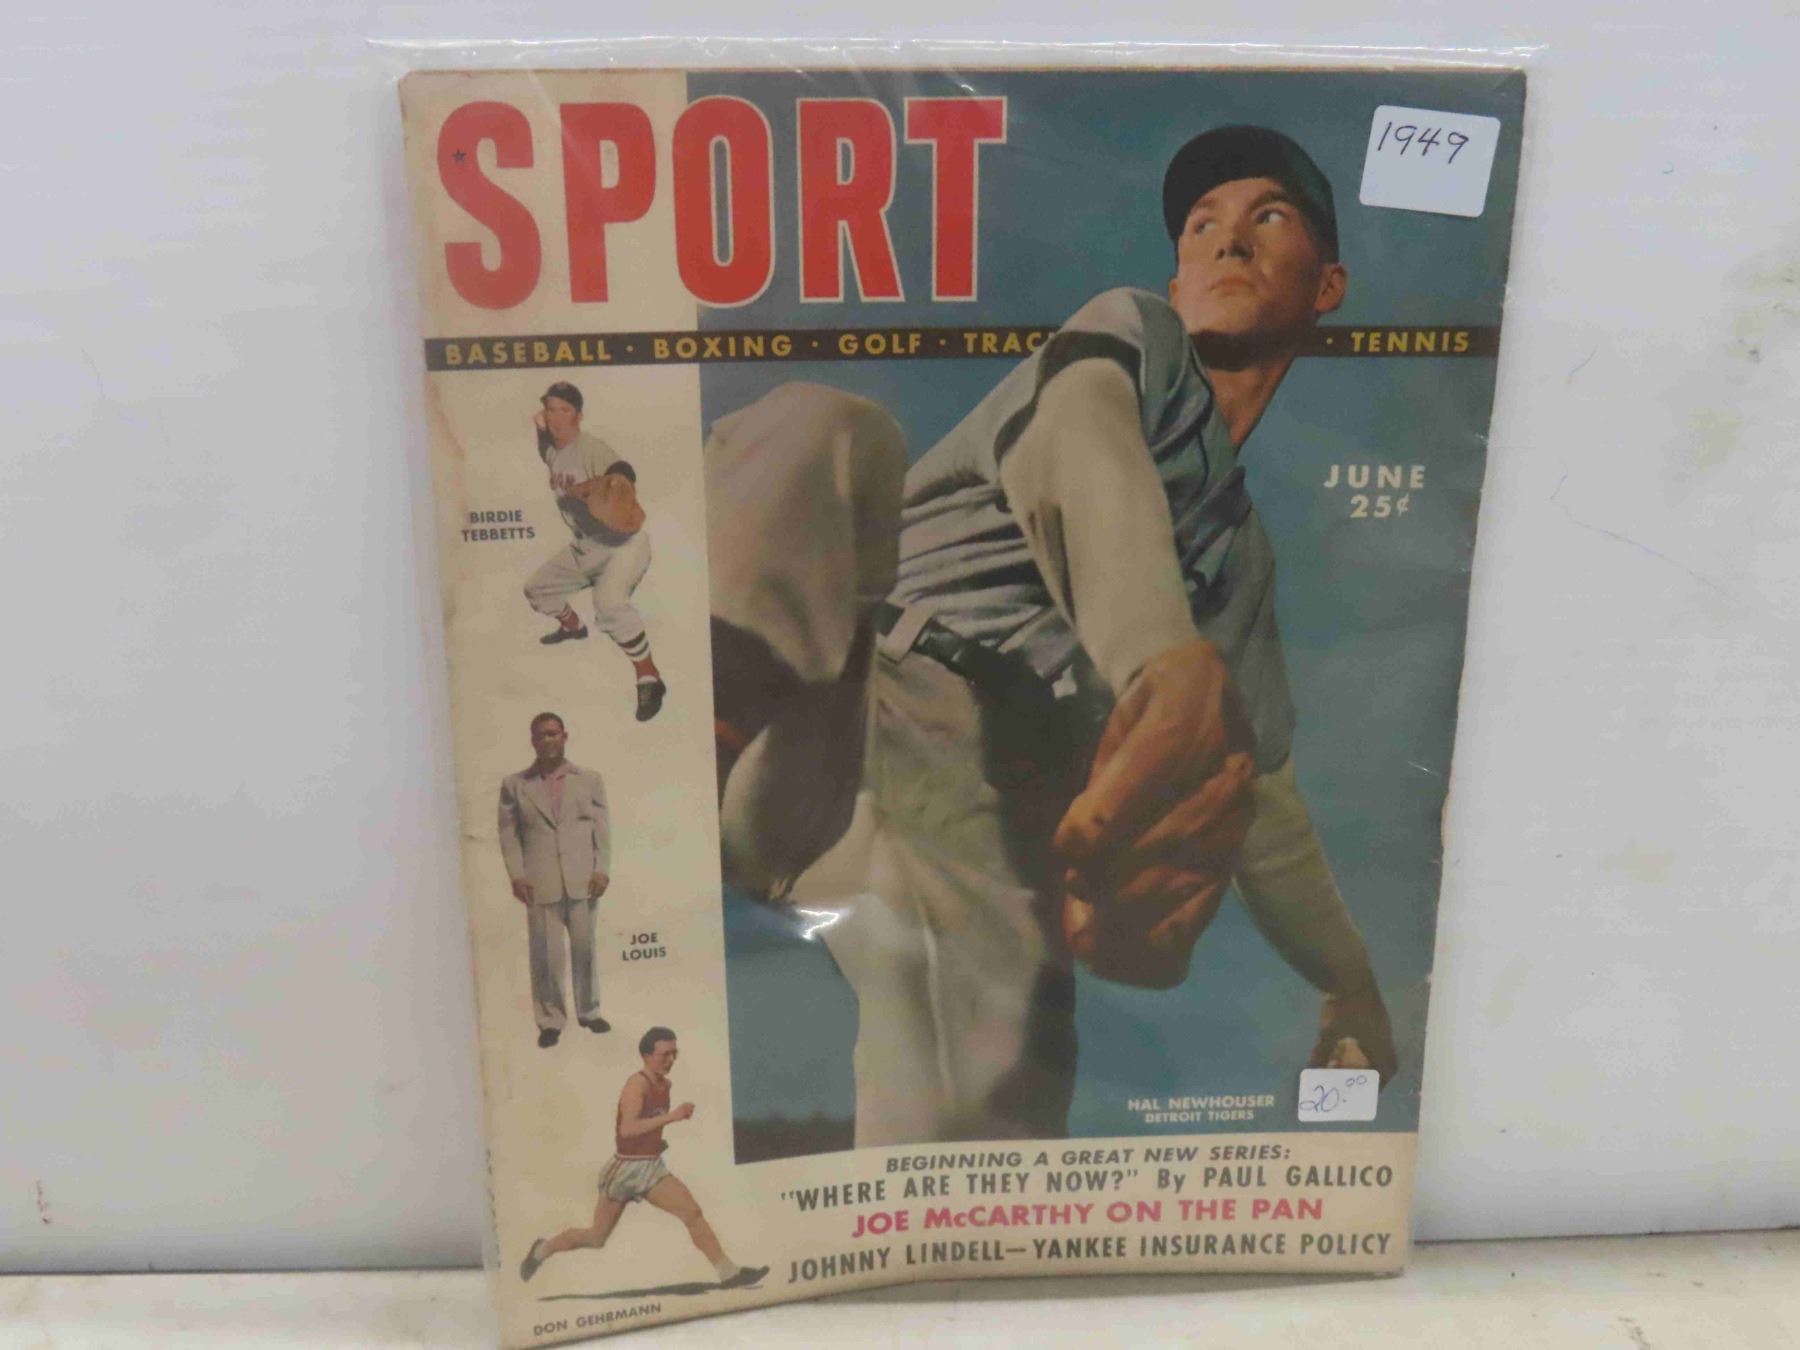 SPORT
1949
BASEBALL · BOXING · GOLF · TRAC · TENNIS
BIRDIE
TEBBETTS
JUNE
25¢
JOE
LOUIS
HAL NEWHOUSER
DETROIT TIGERS
20.00
BEGINNING A GREAT NEW SERIES:
"WHERE ARE THEY NOW?" By PAUL GALLICO
JOE McCARTHY ON THE PAN
JOHNNY LINDELL—YANKEE INSURANCE POLICY
DON GEHRMANN